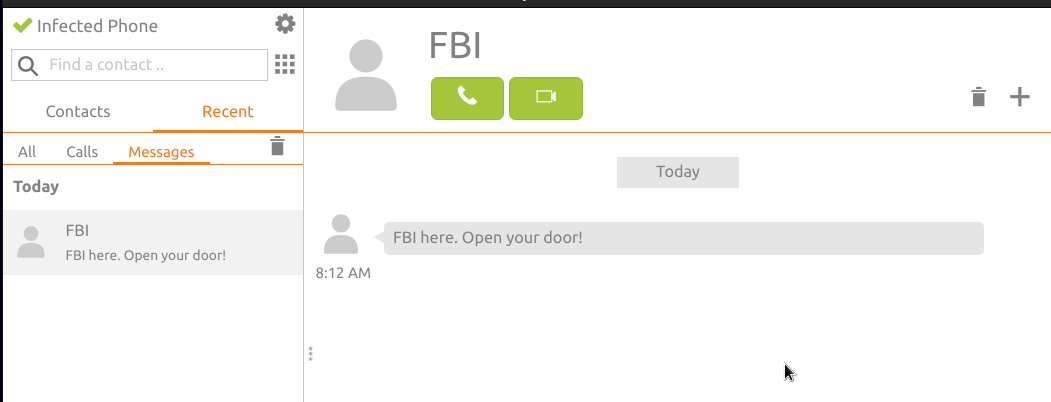 Infected Phone
Find a contact ..
Contacts Recent
All Calls Messages
Today
FBI
FBI here. Open your door!
FBI
Today
FBI here. Open your door!
8:12 AM